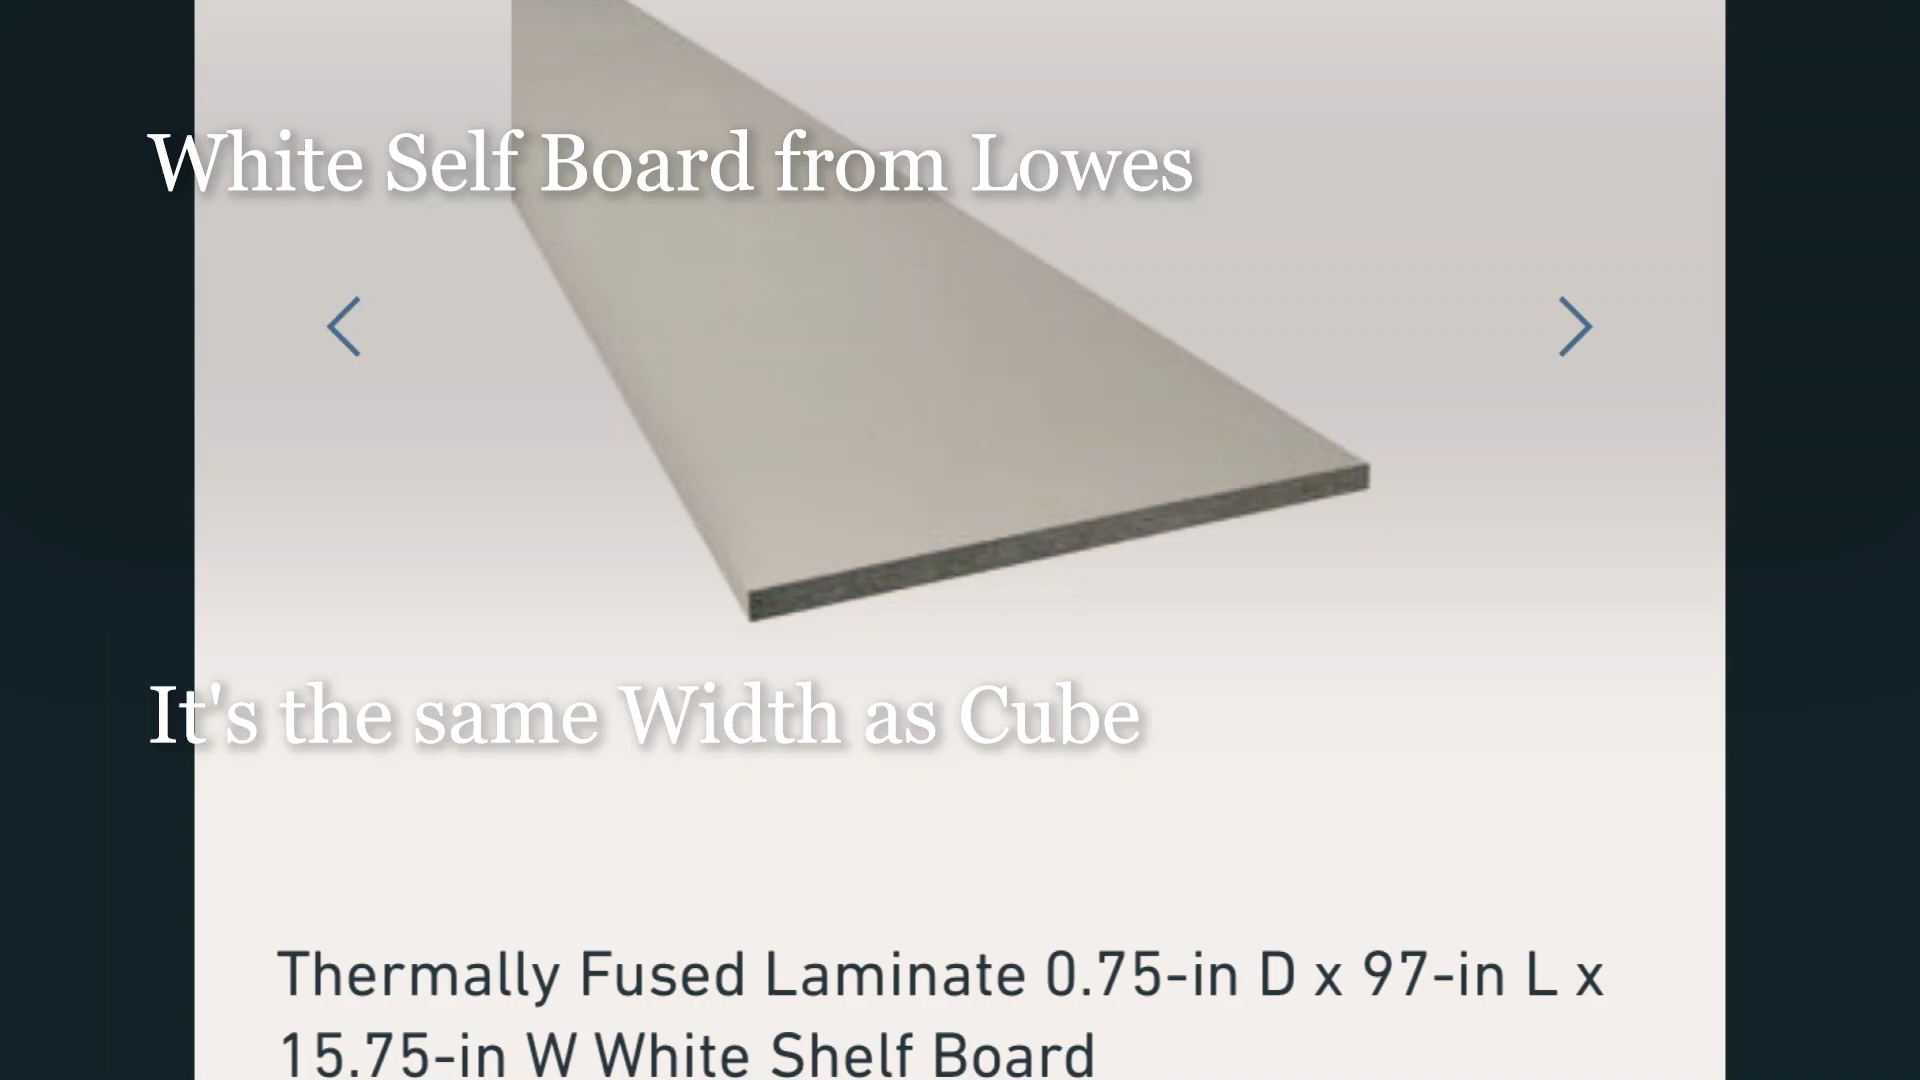 White Self Board from Lowes
It's the same Width as Cube
Thermally Fused Laminate 0.75-in D x 97-in L x
15.75-in W White Shelf Board